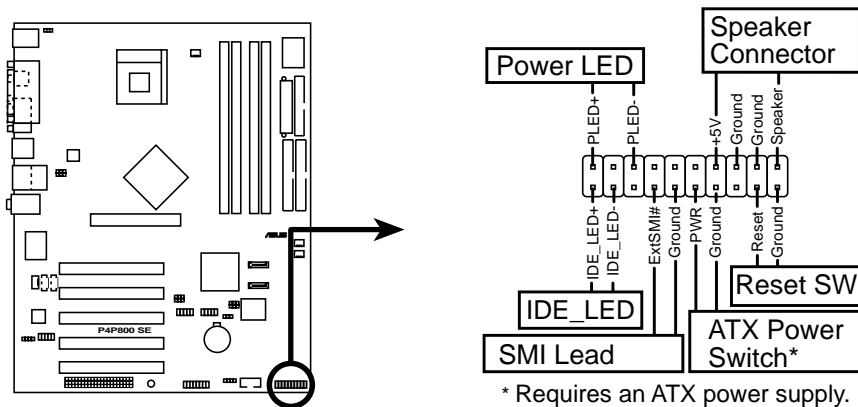 Speaker
Connector
Power LED
PLED+
PLED-
+5V
Ground
Ground
Speaker
IDE_LED+
IDE_LED-
ExtSMI#
Ground
PWR
Ground
Reset
Ground
Reset SW
IDE_LED
ATX Power
Switch*
SMI Lead
* Requires an ATX power supply.
ASUS
P4P800 SE